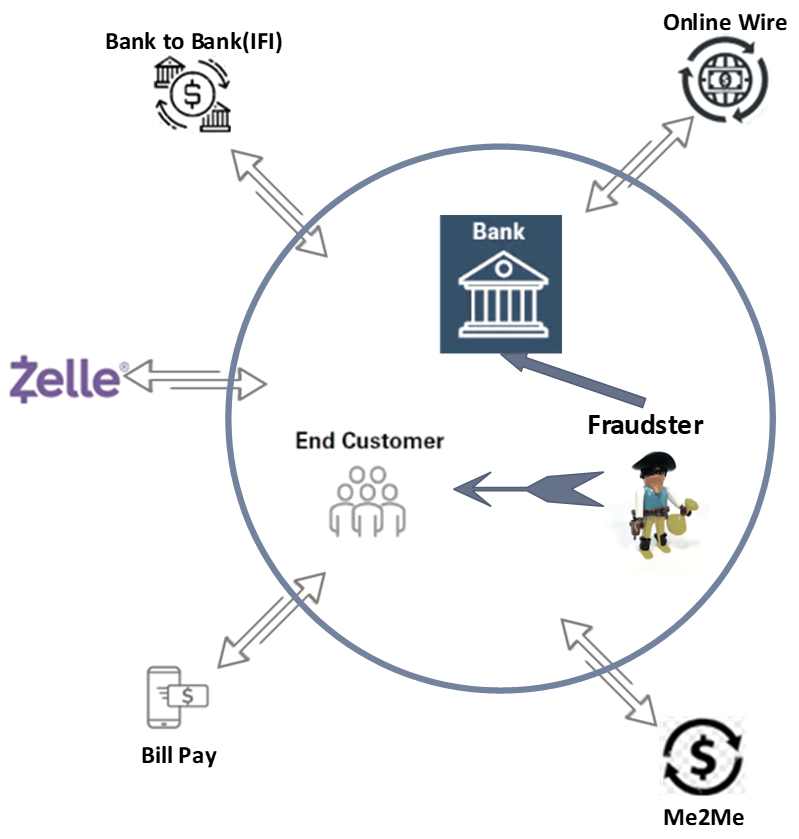 Online Wire
Bank to Bank(IFI)
Bank
Zelle®
Fraudster
End Customer
Bill Pay
Me2Me